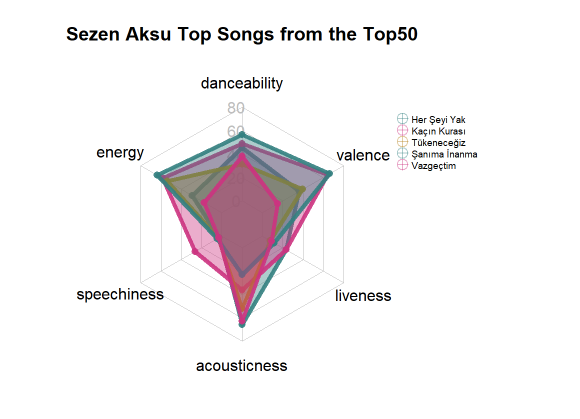 Sezen Aksu Top Songs from the Top50
danceability
80
60
0
energy
valence
speechiness
liveness
acousticness
Her Şeyi Yak
Kaçın Kurası
Tükeneceğiz
Şanıma İnanma
Vazgeçtim